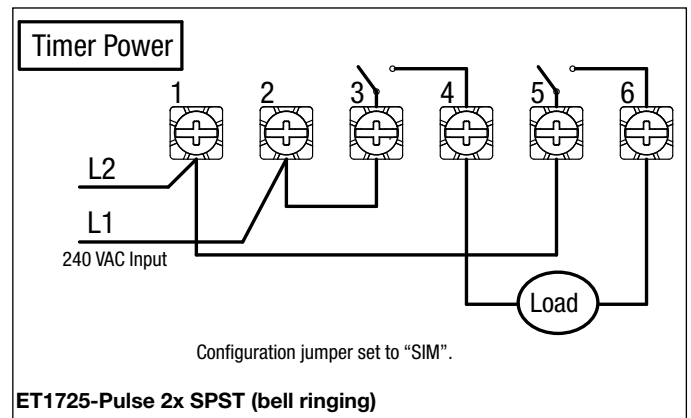 Timer Power
1 2 3 4 5 6
L2
L1
240 VAC Input
Load
Configuration jumper set to “SIM”.
ET1725-Pulse 2x SPST (bell ringing)